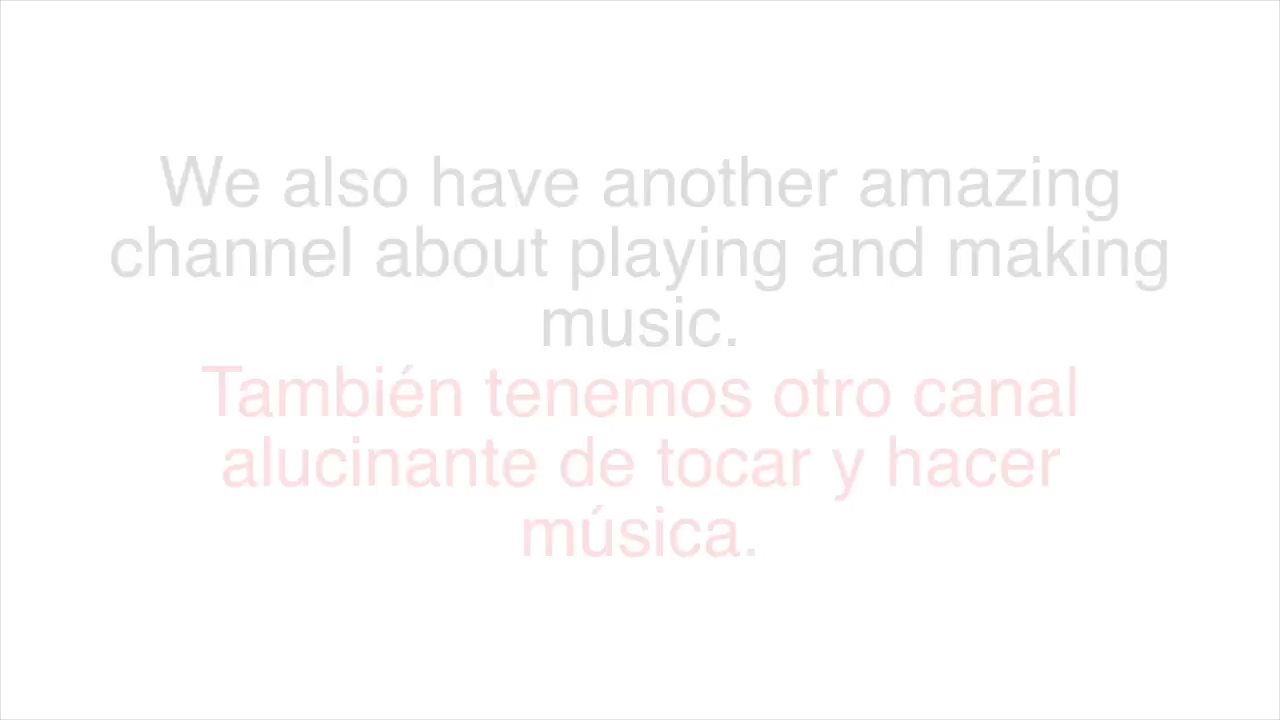 We also have another amazing
channel about playing and making
music.
También tenemos otro canal
alucinante de tocar y hacer
música.